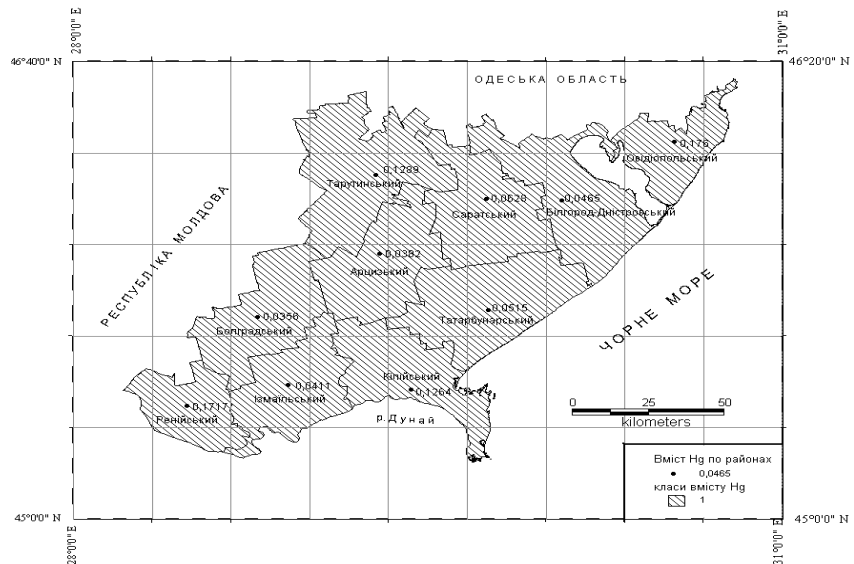 28°0'0" E
31°0'0" E
46°40'0" N
46°20'0" N
ОДЕСЬКА ОБЛАСТЬ
0,176
Овідіопольський
0,1289
Тарутинський
0,0628
Саратський
0,0465
Білгород-Дністровський
РЕСПУБЛІКА МОЛДОВА
0,0382
Арцизький
ЧОРНЕ МОРЕ
0,0356
Болградський
0,0515
Татарбунарський
Кілійський
0,1264
0,0411
Ізмаїльський
0,1717
Ренійський
р.Дунай
0 25 50
kilometers
Вміст Hg по районах
0,0465
класи вмісту Hg
1
45°0'0" N
45°0'0" N
28°0'0" E
31°0'0" E